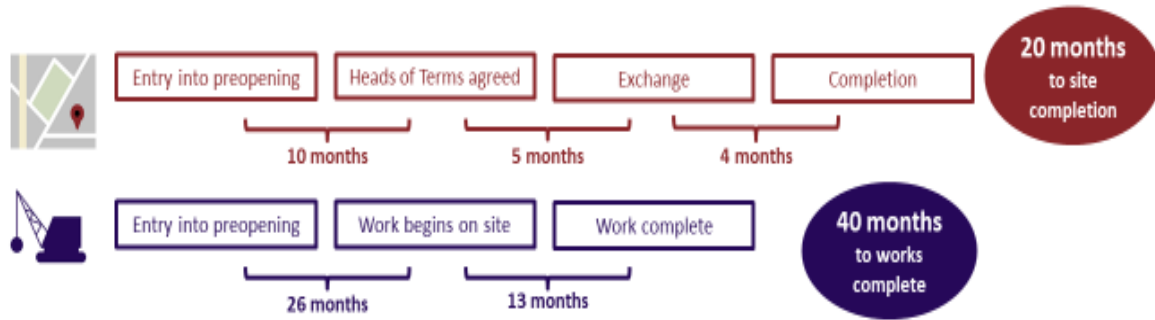 Entry into preopening
Heads of Terms agreed
Exchange
Completion
20 months
to site
completion
10 months
5 months
4 months
Entry into preopening
Work begins on site
Work complete
40 months
to works
complete
26 months
13 months